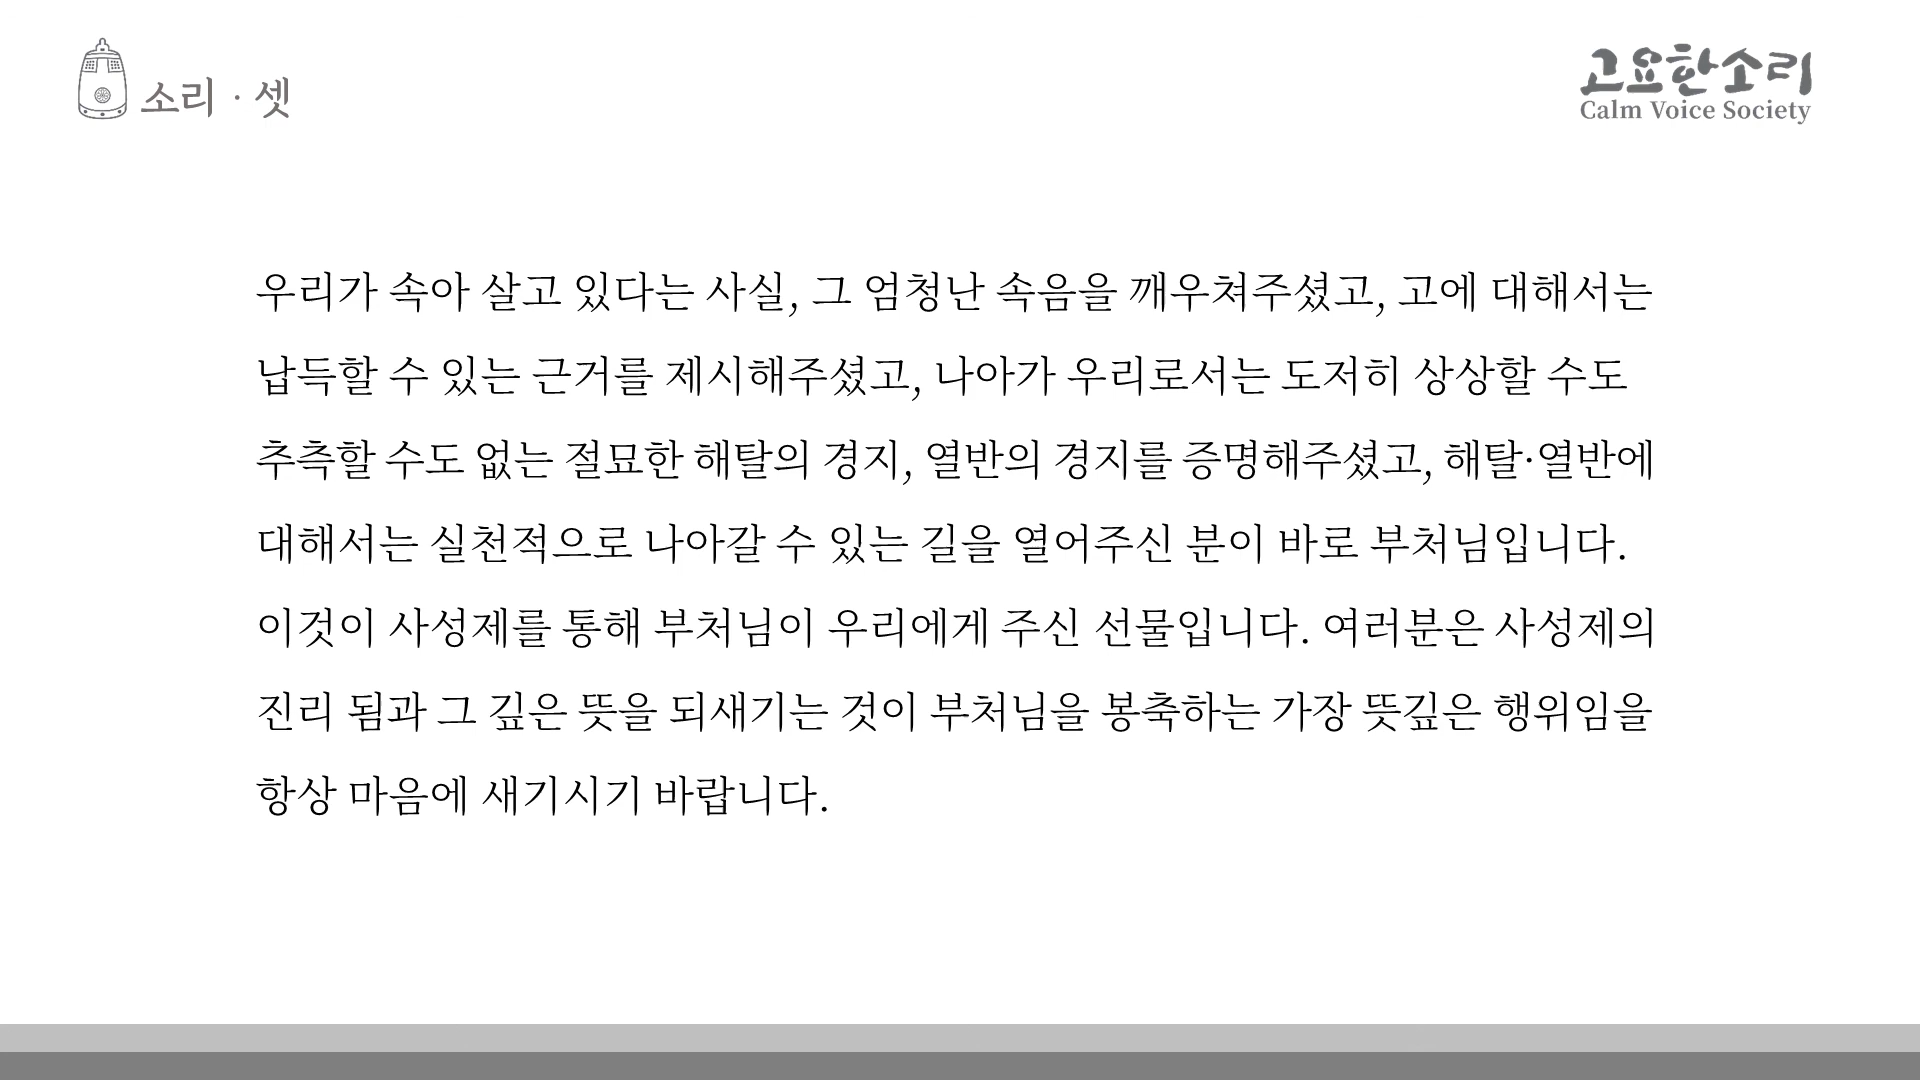 소리 · 셋
고요한소리
Calm Voice Society
우리가 속아 살고 있다는 사실, 그 엄청난 속음을 깨우쳐주셨고, 고에 대해서는
납득할 수 있는 근거를 제시해주셨고, 나아가 우리로서는 도저히 상상할 수도
추측할 수도 없는 절묘한 해탈의 경지, 열반의 경지를 증명해주셨고, 해탈·열반에
대해서는 실천적으로 나아갈 수 있는 길을 열어주신 분이 바로 부처님입니다.
이것이 사성제를 통해 부처님이 우리에게 주신 선물입니다. 여러분은 사성제의
진리 됨과 그 깊은 뜻을 되새기는 것이 부처님을 봉축하는 가장 뜻깊은 행위임을
항상 마음에 새기시기 바랍니다.